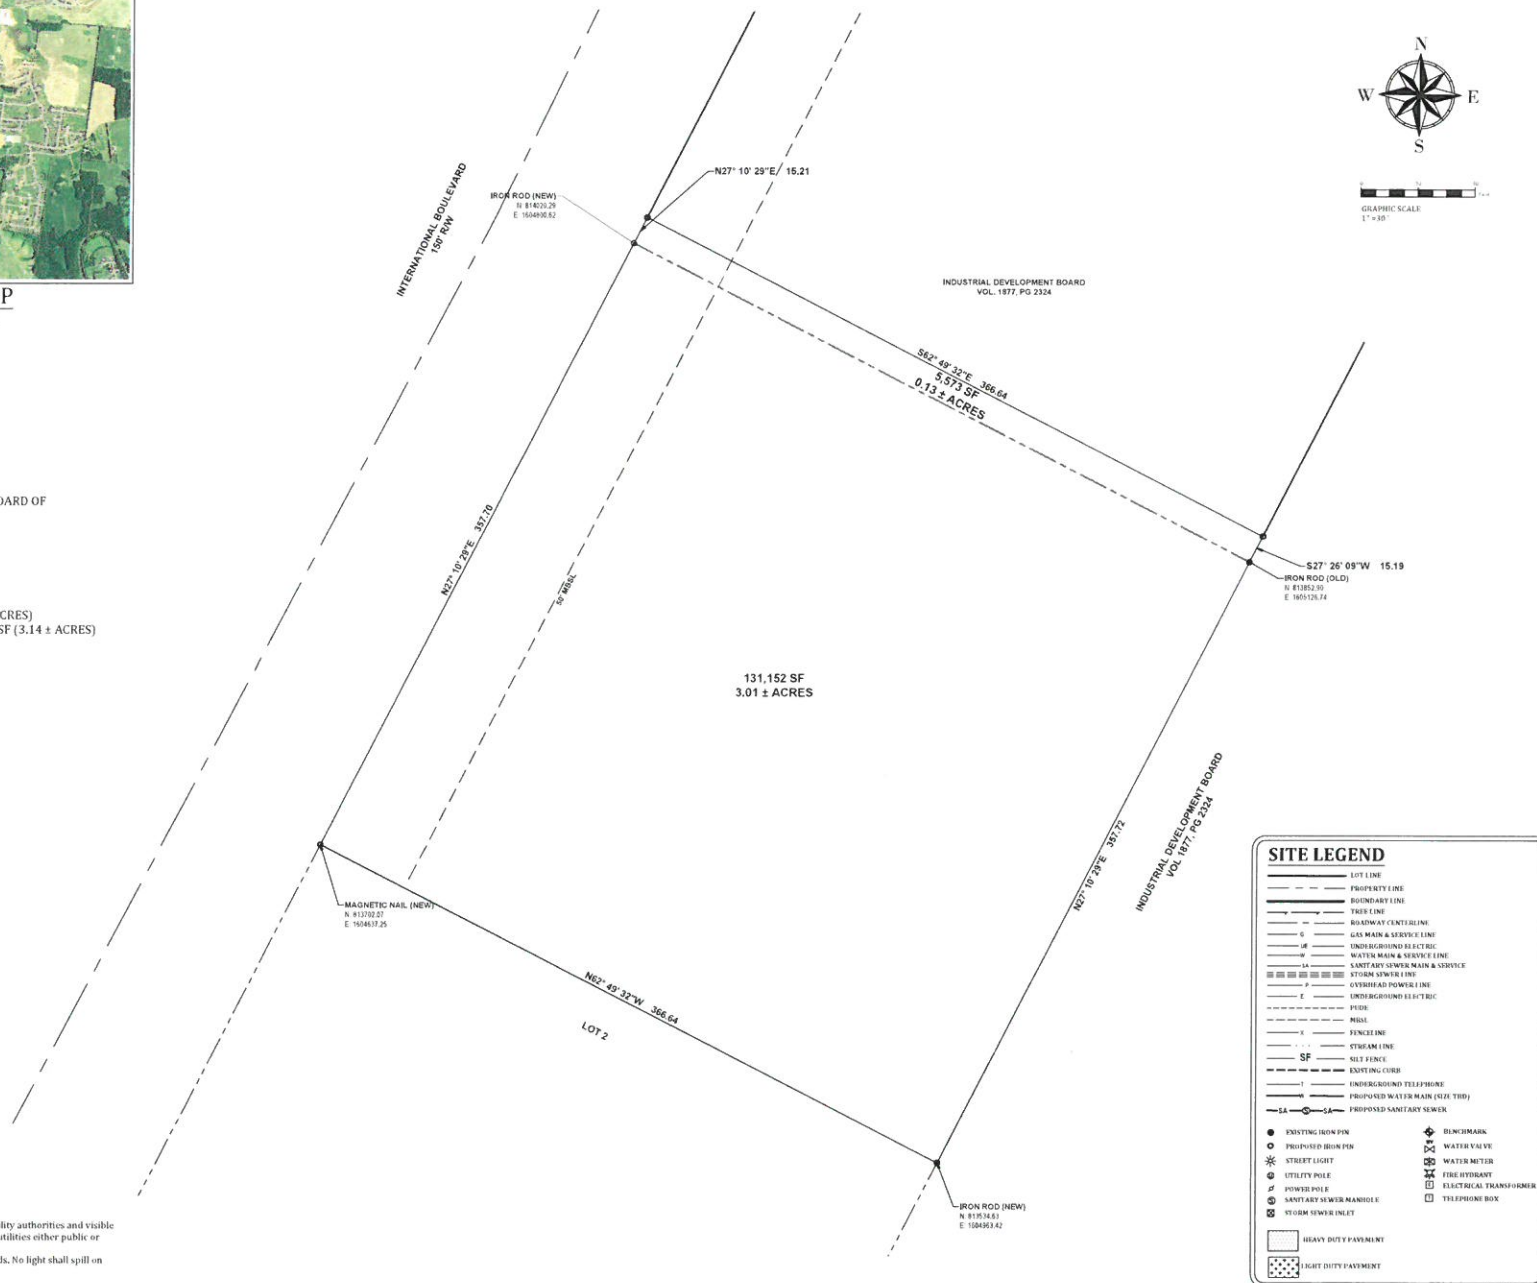 P
OARD OF
CRES)
SF (3.14 ± ACRES)
lity authorities and visible
utilities either public or
ds. No light shall spill on
INTERNATIONAL BOULEVARD
150' R/W
IRON ROD (NEW)
N: 814020.29
N27° 10' 29"E 15.21
N
W
E
S
GRAPHIC SCALE
1" = 30'
INDUSTRIAL DEVELOPMENT BOARD
VOL. 1877, PG 2324
S62° 49' 32"E 366.64
5,573 SF
0.13 ± ACRES
N27° 10' 29"E 357.70
50' MBSL
S27° 26' 09"W 15.19
IRON ROD (OLD)
N: 813852.90
E: 1605126.74
131,152 SF
3.01 ± ACRES
N27° 10' 29"E 357.72
INDUSTRIAL DEVELOPMENT BOARD
VOL 1877, PG 2324
MAGNETIC NAIL (NEW)
N: 813702.07
E: 1604637.25
N62° 49' 32"W 366.64
LOT 2
IRON ROD (NEW)
N: 813534.63
E: 1604963.42
SITE LEGEND
LOT LINE
PROPERTY LINE
BOUNDARY LINE
TREE LINE
ROADWAY CENTERLINE
G GAS MAIN & SERVICE LINE
UE UNDERGROUND ELECTRIC
W WATER MAIN & SERVICE LINE
SA SANITARY SEWER MAIN & SERVICE
STORM SEWER LINE
P OVERHEAD POWER LINE
E UNDERGROUND ELECTRIC
PUDE
MBSL
X FENCELINE
STREAM LINE
SF SILT FENCE
EXISTING CURB
T UNDERGROUND TELEPHONE
W PROPOSED WATER MAIN (SIZE TBD)
SA S SA PROPOSED SANITARY SEWER
EXISTING IRON PIN
PROPOSED IRON PIN
STREET LIGHT
UTILITY POLE
POWER POLE
SANITARY SEWER MANHOLE
STORM SEWER INLET
BENCHMARK
WATER VALVE
WATER METER
FIRE HYDRANT
E ELECTRICAL TRANSFORMER
T TELEPHONE BOX
HEAVY DUTY PAVEMENT
LIGHT DUTY PAVEMENT